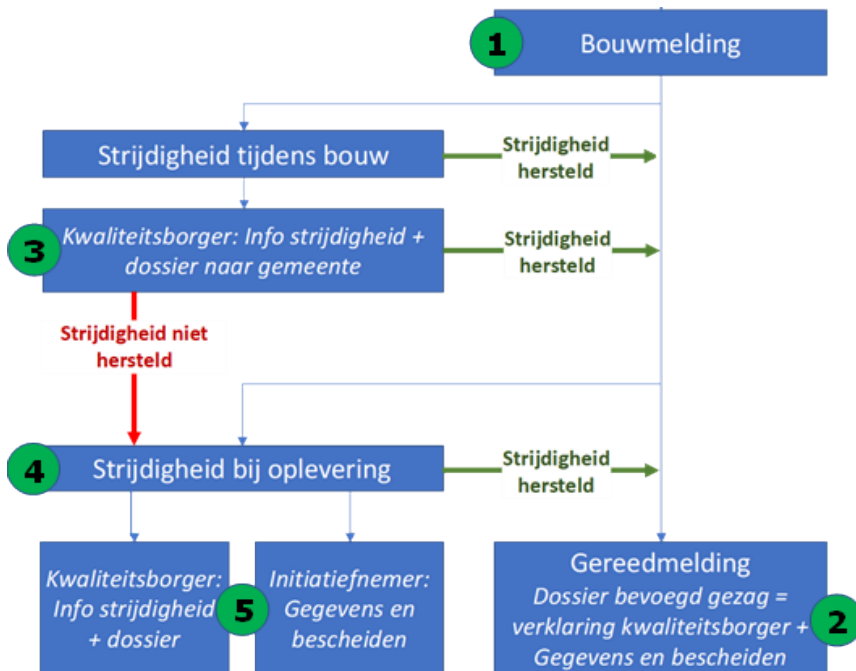 1
Bouwmelding
Strijdigheid tijdens bouw
Strijdigheid
hersteld
3
Kwaliteitsborger: Info strijdigheid +
dossier naar gemeente
Strijdigheid
hersteld
Strijdigheid niet
hersteld
4
Strijdigheid bij oplevering
Strijdigheid
hersteld
Kwaliteitsborger:
Info strijdigheid
+ dossier
5
Initiatiefnemer:
Gegevens en
bescheiden
Gereedmelding
Dossier bevoegd gezag =
verklaring kwaliteitsborger +
Gegevens en bescheiden
2